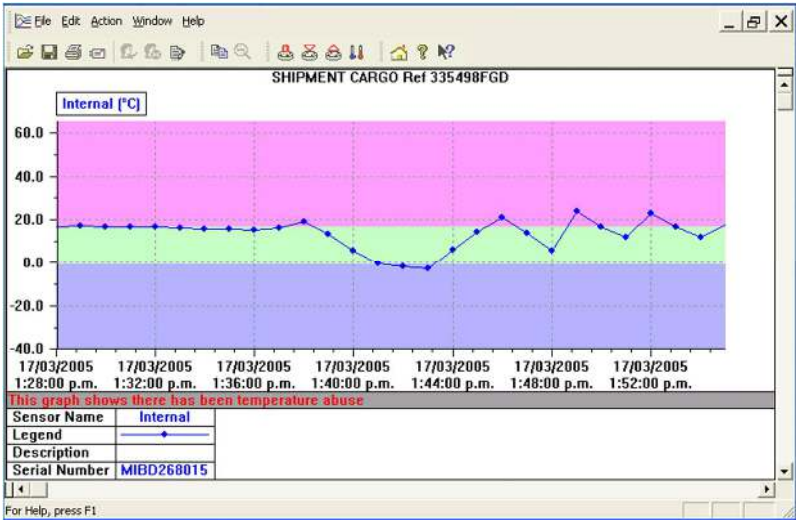 File Edit Action Window Help
SHIPMENT CARGO Ref 335498FGD
Internal (°C)
60.0
40.0
20.0
0.0
-20.0
-40.0
17/03/2005 17/03/2005 17/03/2005 17/03/2005 17/03/2005 17/03/2005 17/03/2005
1:28:00 p.m. 1:32:00 p.m. 1:36:00 p.m. 1:40:00 p.m. 1:44:00 p.m. 1:48:00 p.m. 1:52:00 p.m.
This graph shows there has been temperature abuse
Sensor Name Internal
Legend
Description
Serial Number MIBD268015
For Help, press F1